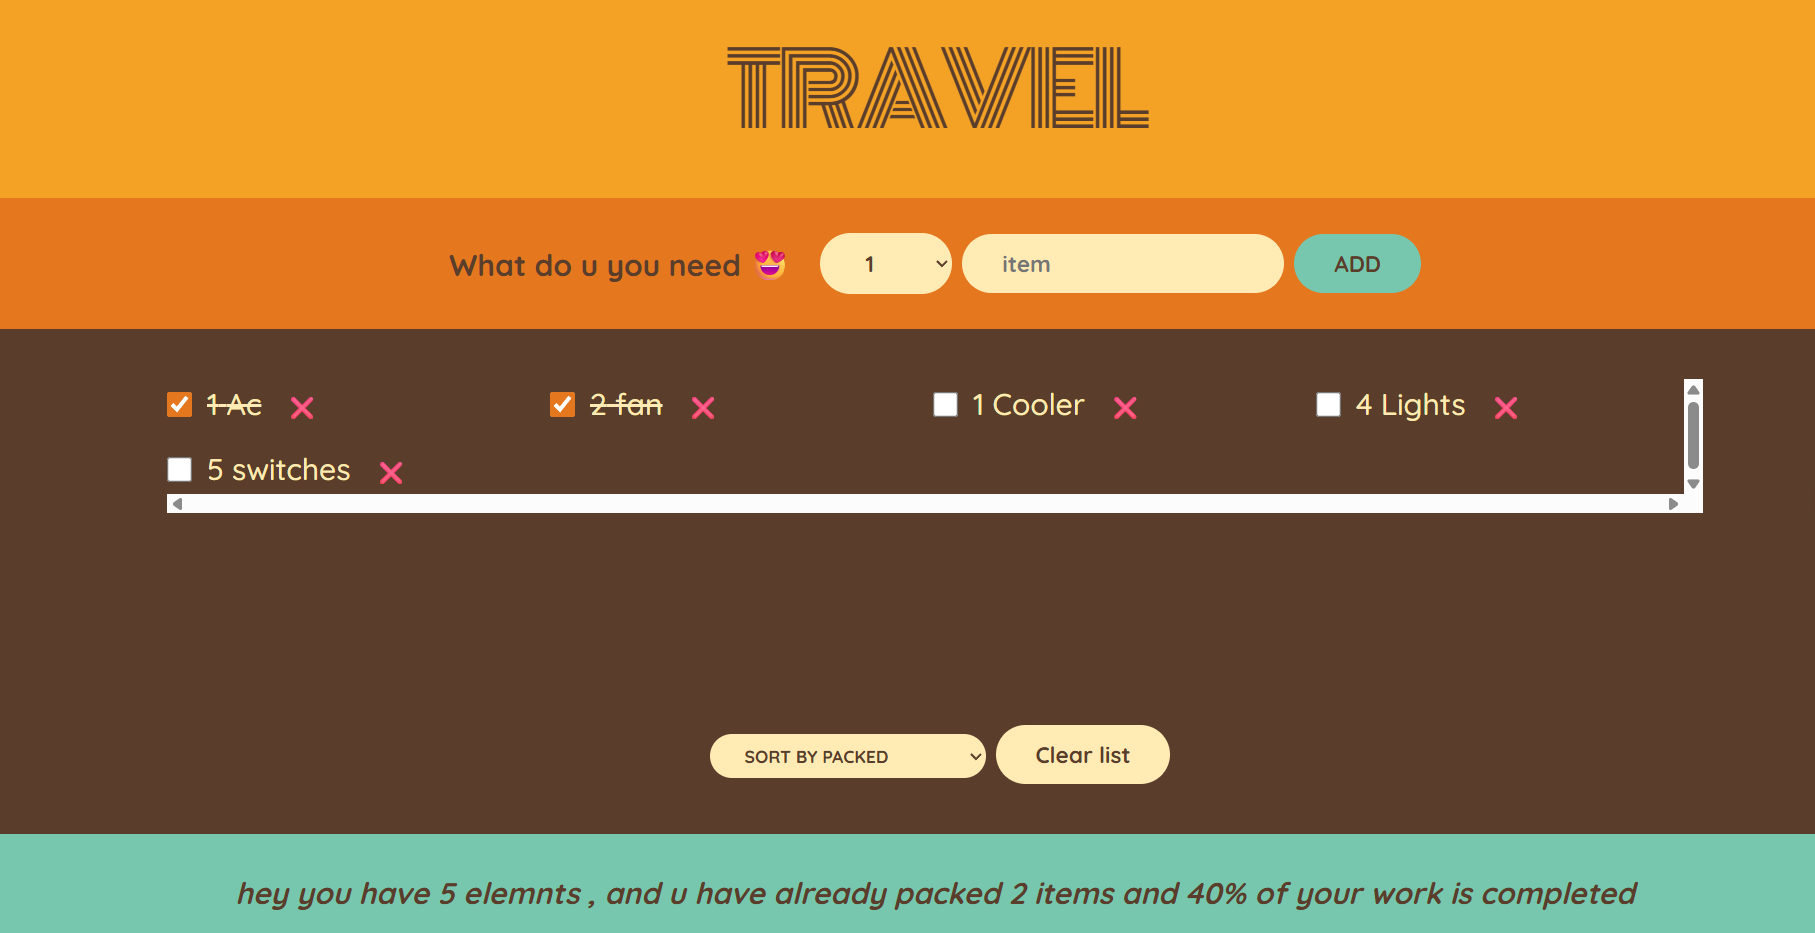 TRAVEL
What do u you need 😍 1 item ADD
1 Ac ❌ 2 fan ❌ 1 Cooler ❌ 4 Lights ❌
5 switches ❌
SORT BY PACKED Clear list
hey you have 5 elemnts , and u have already packed 2 items and 40% of your work is completed